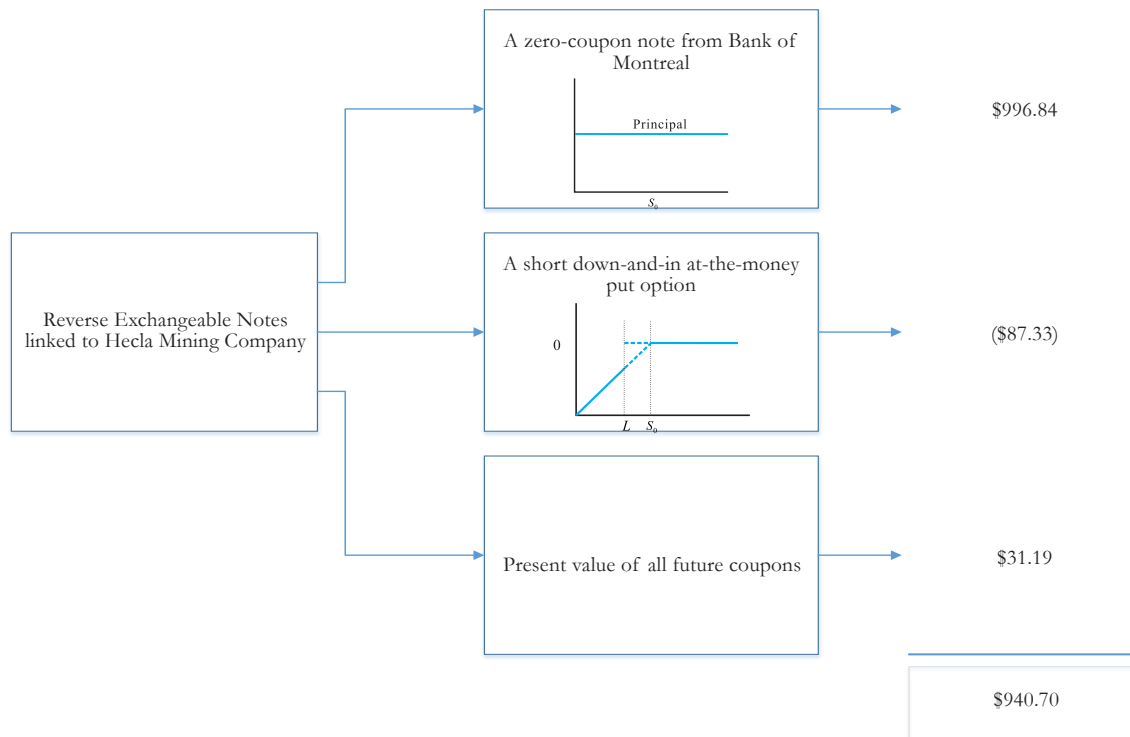 A zero-coupon note from Bank of
Montreal
Principal
S₀
$996.84
Reverse Exchangeable Notes
linked to Hecla Mining Company
A short down-and-in at-the-money
put option
0
L S₀
($87.33)
Present value of all future coupons
$31.19
$940.70